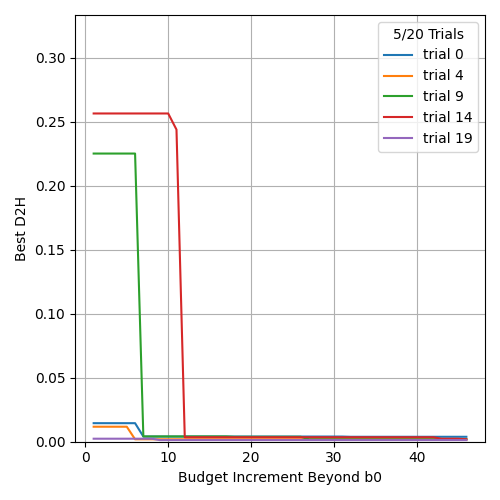 5/20 Trials
trial 0
trial 4
trial 9
trial 14
trial 19
0.30
0.25
0.20
0.15
0.10
0.05
0.00
Best D2H
0 10 20 30 40
Budget Increment Beyond b0